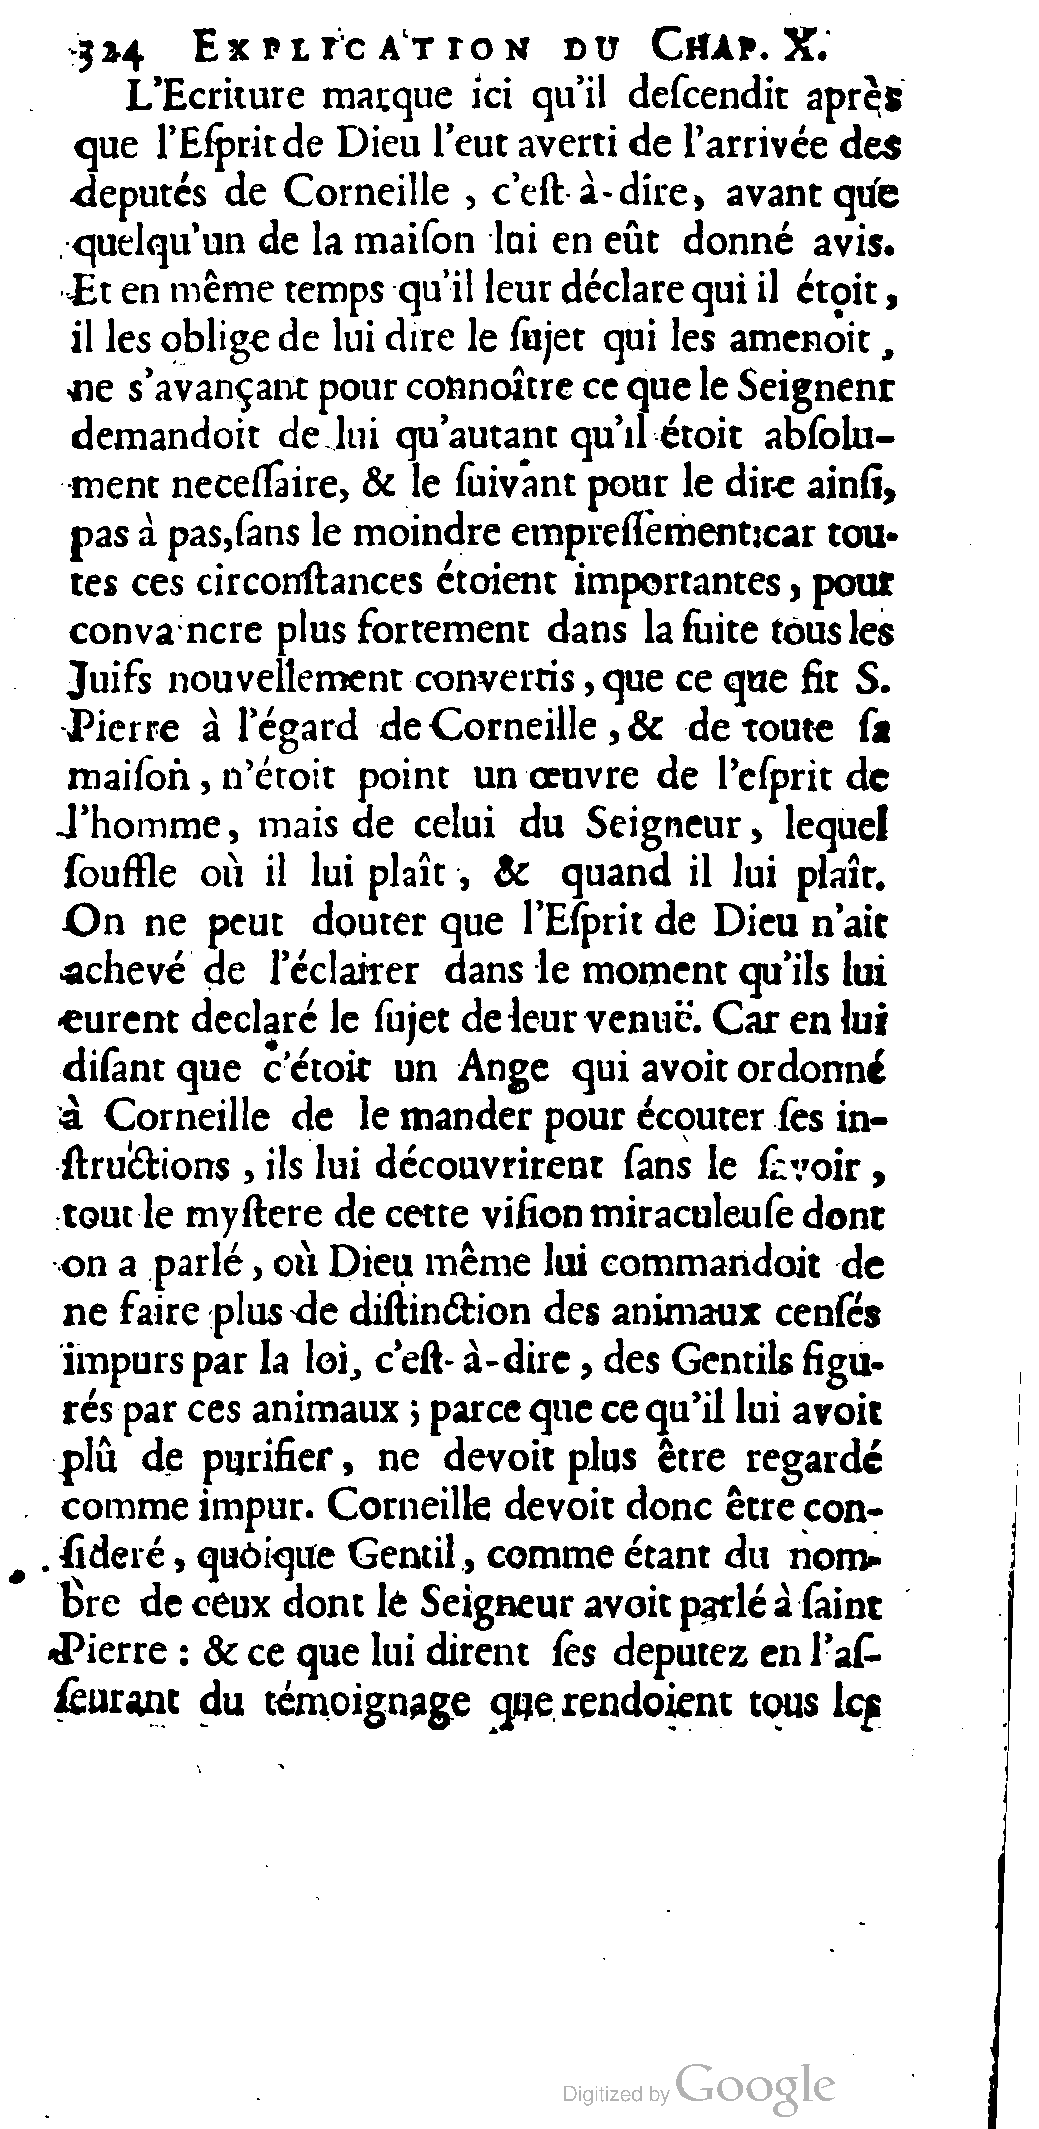 324 EXPLICATION DU CHAP. X.
L'Ecriture marque ici qu'il deſcendit après
que l'Eſprit de Dieu l'eut averti de l'arrivée des
deputés de Corneille, c'eſt-à-dire, avant que
quelqu'un de la maiſon lui en eût donné avis.
Et en même temps qu'il leur déclare qui il étoit,
il les oblige de lui dire le ſujet qui les amenoit,
ne s'avançant pour connoître ce que le Seignenr
demandoit de lui qu'autant qu'il étoit abſolu-
ment neceſſaire, & le ſuivant pour le dire ainſi,
pas à pas, ſans le moindre empreſſement: car tou-
tes ces circonſtances étoient importantes, pour
convaincre plus fortement dans la ſuite tous les
Juifs nouvellement convertis, que ce que fit S.
Pierre à l'égard de Corneille, & de toute ſa
maiſon, n'étoit point un œuvre de l'eſprit de
l'homme, mais de celui du Seigneur, lequel
ſouffle où il lui plaît, & quand il lui plaît.
On ne peut douter que l'Eſprit de Dieu n'ait
achevé de l'éclairer dans le moment qu'ils lui
eurent declaré le ſujet de leur venuë. Car en lui
diſant que c'étoit un Ange qui avoit ordonné
à Corneille de le mander pour écouter ſes in-
ſtructions, ils lui découvrirent ſans le ſavoir,
tout le myſtere de cette viſion miraculeuſe dont
on a parlé, où Dieu même lui commandoit de
ne faire plus de diſtinction des animaux cenſés
impurs par la loi, c'eſt-à-dire, des Gentils figu-
rés par ces animaux; parce que ce qu'il lui avoit
plû de purifier, ne devoit plus être regardé
comme impur. Corneille devoit donc être con-
ſideré, quoique Gentil, comme étant du nom-
bre de ceux dont le Seigneur avoit parlé à ſaint
Pierre: & ce que lui dirent ſes deputez en l'aſ-
ſeurant du témoignage que rendoient tous les
Digitized by Google